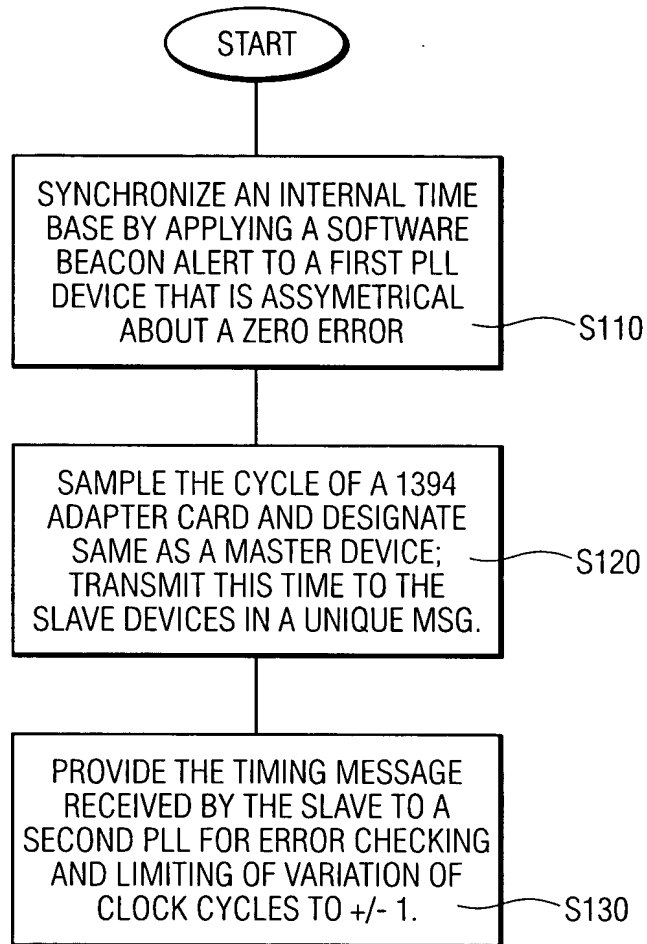 START
SYNCHRONIZE AN INTERNAL TIME
BASE BY APPLYING A SOFTWARE
BEACON ALERT TO A FIRST PLL
DEVICE THAT IS ASSYMETRICAL
ABOUT A ZERO ERROR
S110
SAMPLE THE CYCLE OF A 1394
ADAPTER CARD AND DESIGNATE
SAME AS A MASTER DEVICE;
TRANSMIT THIS TIME TO THE
SLAVE DEVICES IN A UNIQUE MSG.
S120
PROVIDE THE TIMING MESSAGE
RECEIVED BY THE SLAVE TO A
SECOND PLL FOR ERROR CHECKING
AND LIMITING OF VARIATION OF
CLOCK CYCLES TO +/- 1.
S130